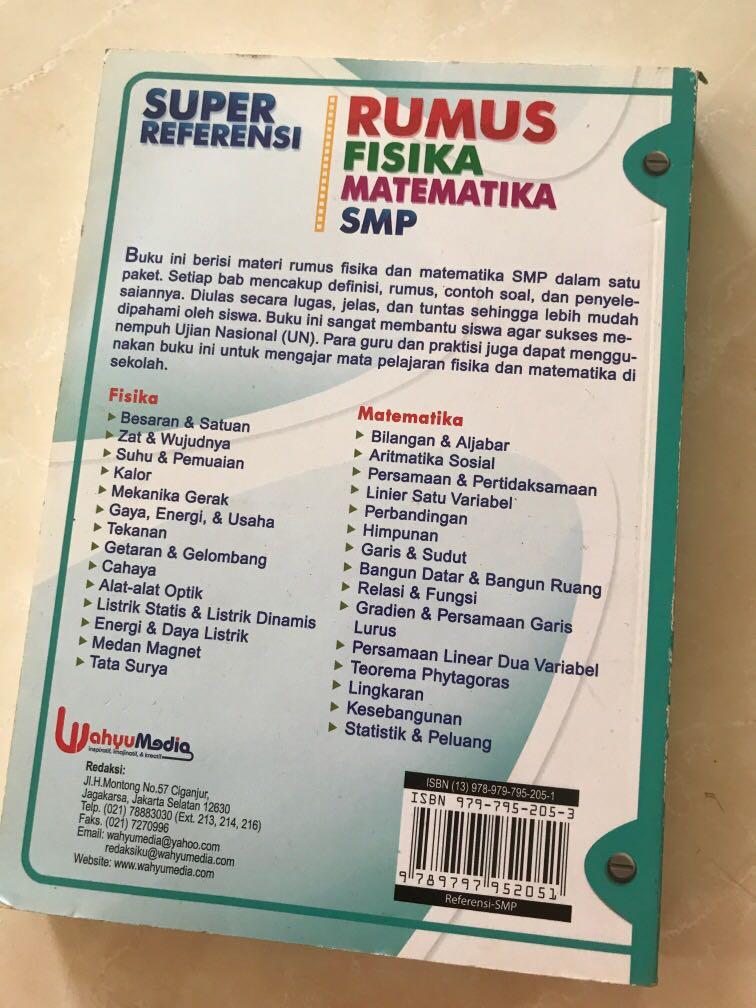 SUPER
REFERENSI
RUMUS
FISIKA
MATEMATIKA
SMP
Buku ini berisi materi rumus fisika dan matematika SMP dalam satu
paket. Setiap bab mencakup definisi, rumus, contoh soal, dan penyele-
saiannya. Diulas secara lugas, jelas, dan tuntas sehingga lebih mudah
dipahami oleh siswa. Buku ini sangat membantu siswa agar sukses me-
nempuh Ujian Nasional (UN). Para guru dan praktisi juga dapat menggu-
nakan buku ini untuk mengajar mata pelajaran fisika dan matematika di
sekolah.
Fisika
Besaran & Satuan
Zat & Wujudnya
Suhu & Pemuaian
Kalor
Mekanika Gerak
Gaya, Energi, & Usaha
Tekanan
Getaran & Gelombang
Cahaya
Alat-alat Optik
Listrik Statis & Listrik Dinamis
Energi & Daya Listrik
Medan Magnet
Tata Surya
Matematika
Bilangan & Aljabar
Aritmatika Sosial
Persamaan & Pertidaksamaan
Linier Satu Variabel
Perbandingan
Himpunan
Garis & Sudut
Bangun Datar & Bangun Ruang
Relasi & Fungsi
Gradien & Persamaan Garis
Lurus
Persamaan Linear Dua Variabel
Teorema Phytagoras
Lingkaran
Kesebangunan
Statistik & Peluang
WahyuMedia
inspiratif, imajinatif, & kreatif
Redaksi:
Jl.H.Montong No.57 Ciganjur,
Jagakarsa, Jakarta Selatan 12630
Telp. (021) 78883030 (Ext. 213, 214, 216)
Faks. (021) 7270996
Email: wahyumedia@yahoo.com
redaksiku@wahyumedia.com
Website: www.wahyumedia.com
ISBN (13) 978-979-795-205-1
ISBN 979-795-205-3
9 789797 952051
Referensi-SMP